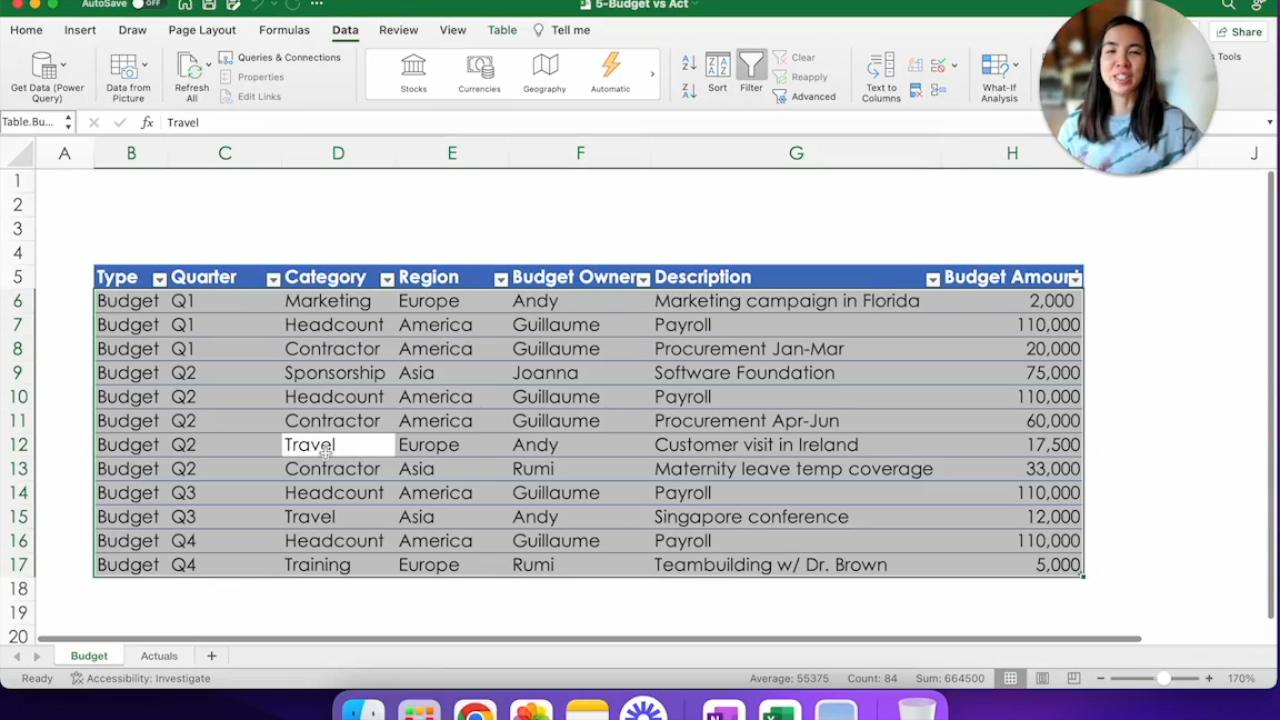 AutoSave OFF 5-Budget vs Act
Home Insert Draw Page Layout Formulas Data Review View Table Tell me Share
Get Data (Power Query)
Data from Picture
Refresh All
Queries & Connections
Properties
Edit Links
Stocks Currencies Geography Automatic
Sort Filter
Clear
Reapply
Advanced
Text to Columns
What-If Analysis
Tools
Table.Bu... fx Travel
A B C D E F G H J
1
2
3
4
5 Type Quarter Category Region Budget Owner Description Budget Amount
6 Budget Q1 Marketing Europe Andy Marketing campaign in Florida 2,000
7 Budget Q1 Headcount America Guillaume Payroll 110,000
8 Budget Q1 Contractor America Guillaume Procurement Jan-Mar 20,000
9 Budget Q2 Sponsorship Asia Joanna Software Foundation 75,000
10 Budget Q2 Headcount America Guillaume Payroll 110,000
11 Budget Q2 Contractor America Guillaume Procurement Apr-Jun 60,000
12 Budget Q2 Travel Europe Andy Customer visit in Ireland 17,500
13 Budget Q2 Contractor Asia Rumi Maternity leave temp coverage 33,000
14 Budget Q3 Headcount America Guillaume Payroll 110,000
15 Budget Q3 Travel Asia Andy Singapore conference 12,000
16 Budget Q4 Headcount America Guillaume Payroll 110,000
17 Budget Q4 Training Europe Rumi Teambuilding w/ Dr. Brown 5,000
18
19
20
Budget Actuals +
Ready Accessibility: Investigate Average: 55375 Count: 84 Sum: 664500 170%